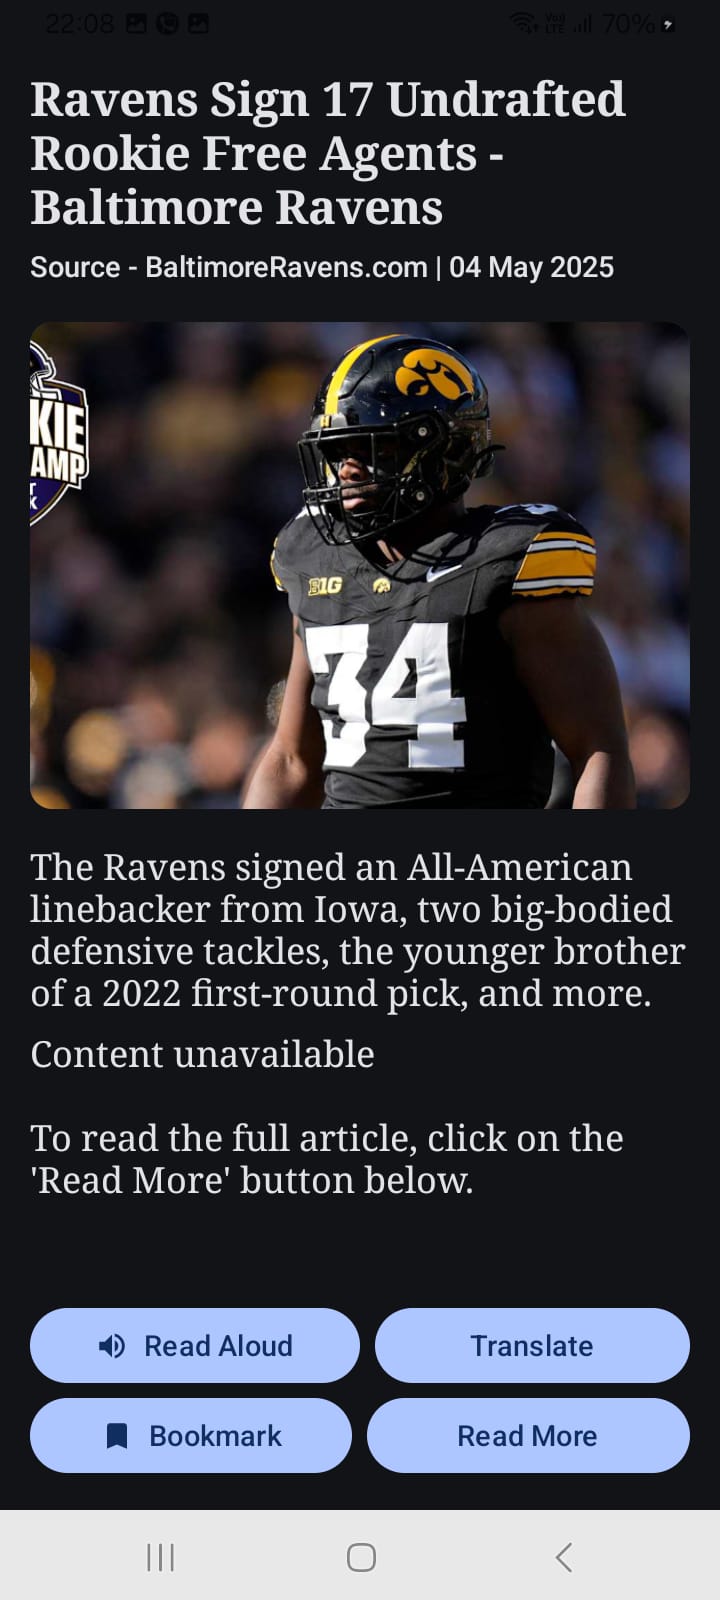 22:08
Vo))
LTE
70%
Ravens Sign 17 Undrafted
Rookie Free Agents -
Baltimore Ravens
Source - BaltimoreRavens.com | 04 May 2025
KIE
AMP
T
K
B1G
34
The Ravens signed an All-American
linebacker from Iowa, two big-bodied
defensive tackles, the younger brother
of a 2022 first-round pick, and more.
Content unavailable
To read the full article, click on the
'Read More' button below.
Read Aloud
Translate
Bookmark
Read More